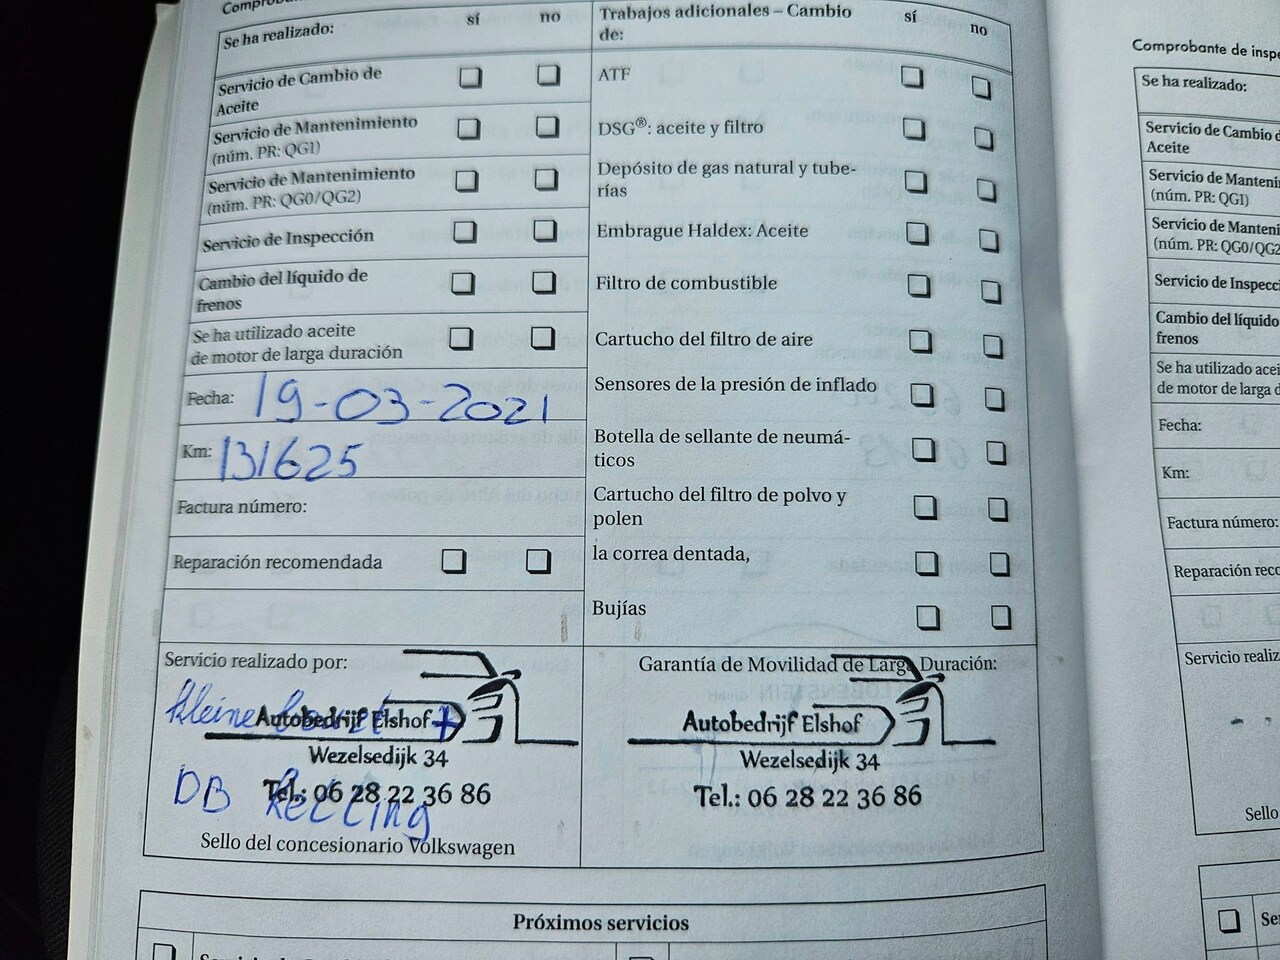 Se ha realizado:
sí
no
Servicio de Cambio de
Aceite
Servicio de Mantenimiento
(núm. PR: QG1)
Servicio de Mantenimiento
(núm. PR: QG0/QG2)
Servicio de Inspección
Cambio del líquido de
frenos
Se ha utilizado aceite
de motor de larga duración
Fecha: 19-03-2021
Km: 131625
Factura número:
Reparación recomendada
Trabajos adicionales – Cambio
de:
sí
no
ATF
DSG®: aceite y filtro
Depósito de gas natural y tube-
rías
Embrague Haldex: Aceite
Filtro de combustible
Cartucho del filtro de aire
Sensores de la presión de inflado
Botella de sellante de neumá-
ticos
Cartucho del filtro de polvo y
polen
la correa dentada,
Bujías
Servicio realizado por:
kleine beurt +
Autobedrijf Elshof
Wezelsedijk 34
DB
Tel.: 06 28 22 36 86
Sello del concesionario Volkswagen
Garantía de Movilidad de Larga Duración:
Autobedrijf Elshof
Wezelsedijk 34
Tel.: 06 28 22 36 86
Próximos servicios
Comprobante de inspe
Se ha realizado:
Servicio de Cambio d
Aceite
Servicio de Manteni
(núm. PR: QG1)
Servicio de Manteni
(núm. PR: QG0/QG2
Servicio de Inspecc
Cambio del líquido
frenos
Se ha utilizado acei
de motor de larga d
Fecha:
Km:
Factura número:
Reparación reco
Servicio realiz
Sello